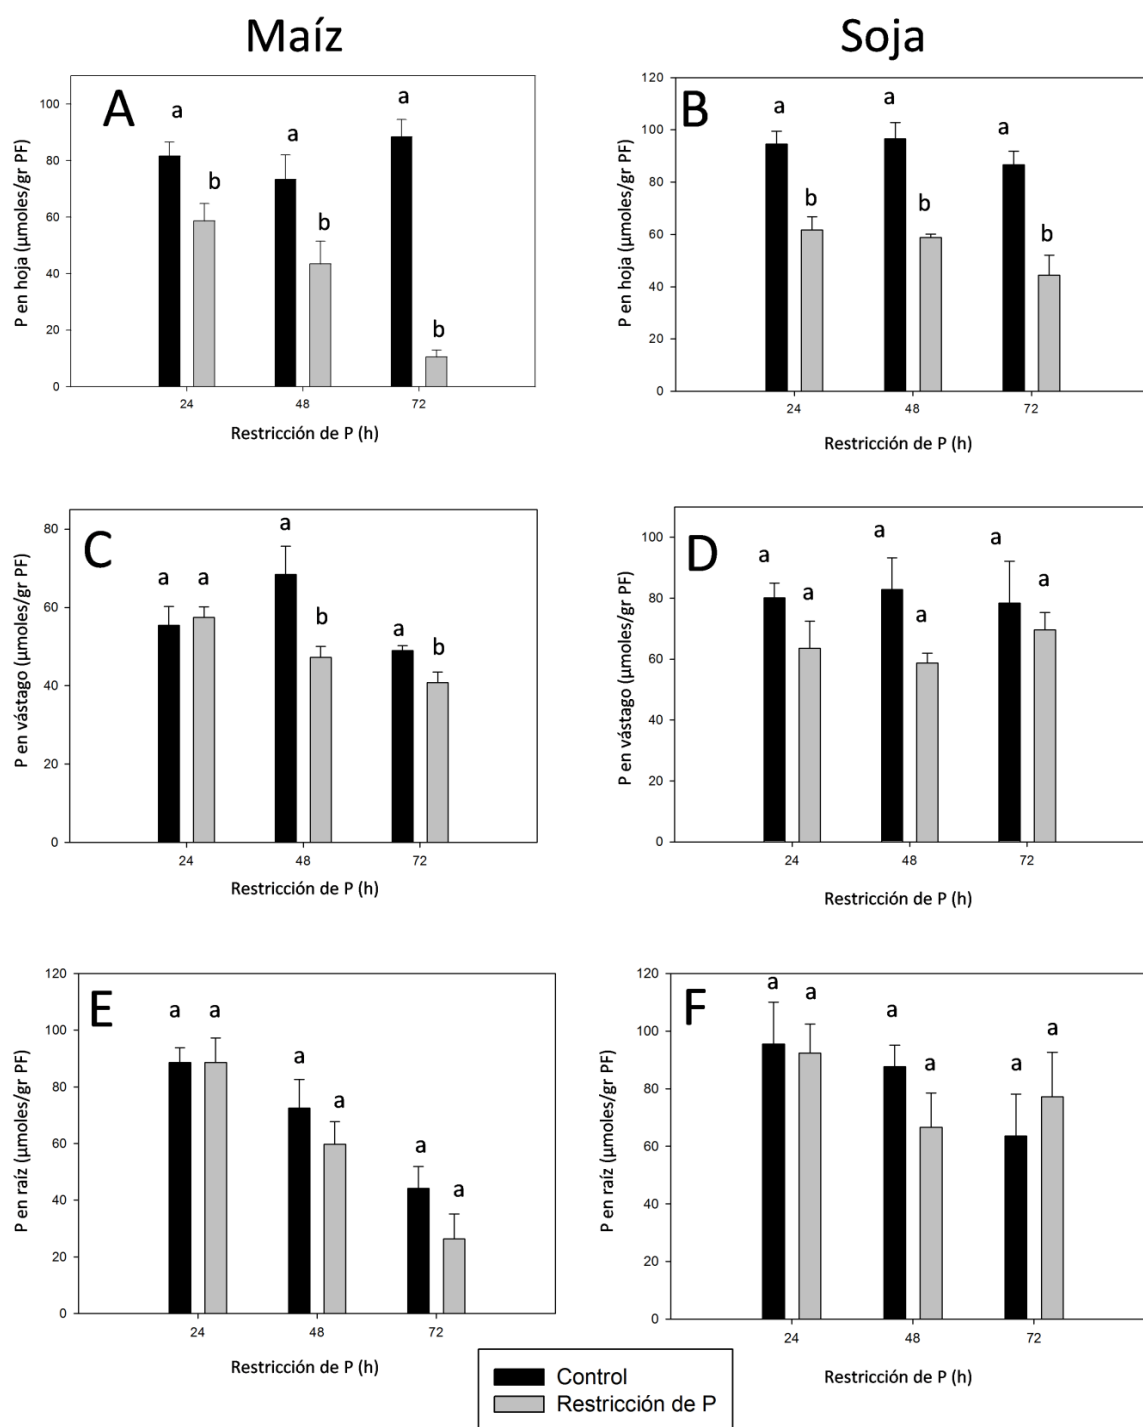 Maíz
Soja
A
P en hoja (µmoles/gr PF)
100
80
60
40
20
0
a
b
a
b
a
b
24
48
72
Restricción de P (h)
B
P en hoja (µmoles/gr PF)
120
100
80
60
40
20
0
a
b
a
b
a
b
24
48
72
Restricción de P (h)
C
P en vástago (µmoles/gr PF)
80
60
40
20
0
a
a
a
b
a
b
24
48
72
Restricción de P (h)
D
P en vástago (µmoles/gr PF)
100
80
60
40
20
0
a
a
a
a
a
a
24
48
72
Restricción de P (h)
E
P en raíz (µmoles/gr PF)
120
100
80
60
40
20
0
a
a
a
a
a
a
24
48
72
Restricción de P (h)
F
P en raíz (µmoles/gr PF)
120
100
80
60
40
20
0
a
a
a
a
a
a
24
48
72
Restricción de P (h)
Control
Restricción de P